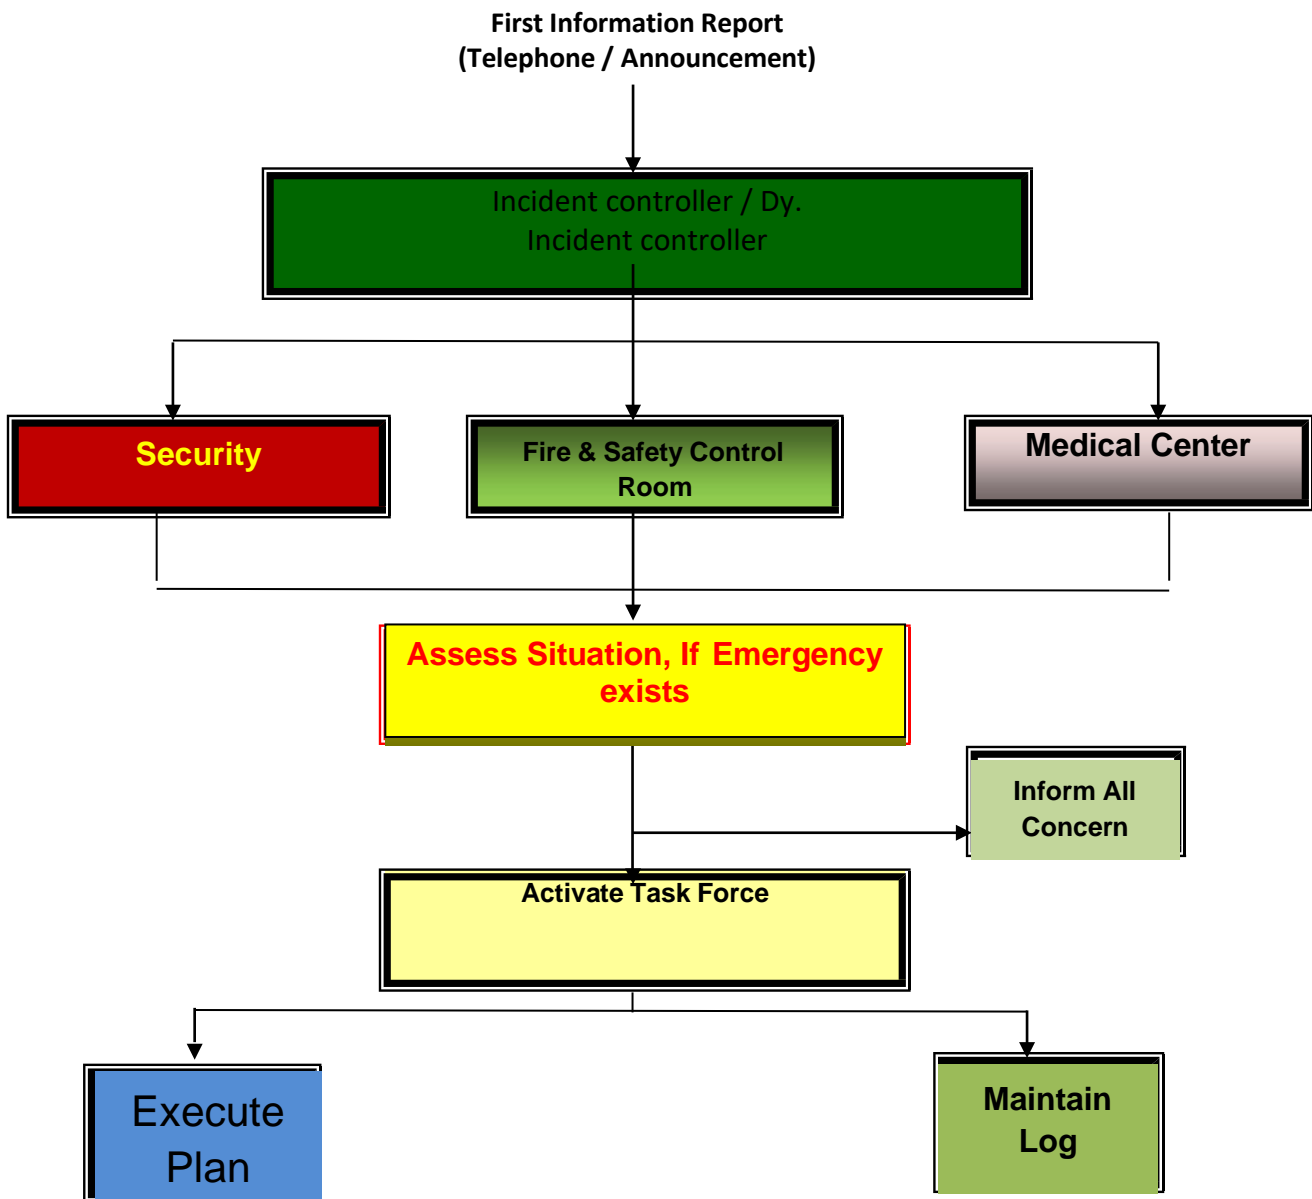 First Information Report
(Telephone / Announcement)
Incident controller / Dy.
Incident controller
Security
Fire & Safety Control
Room
Medical Center
Assess Situation, If Emergency
exists
Inform All
Concern
Activate Task Force
Execute
Plan
Maintain
Log